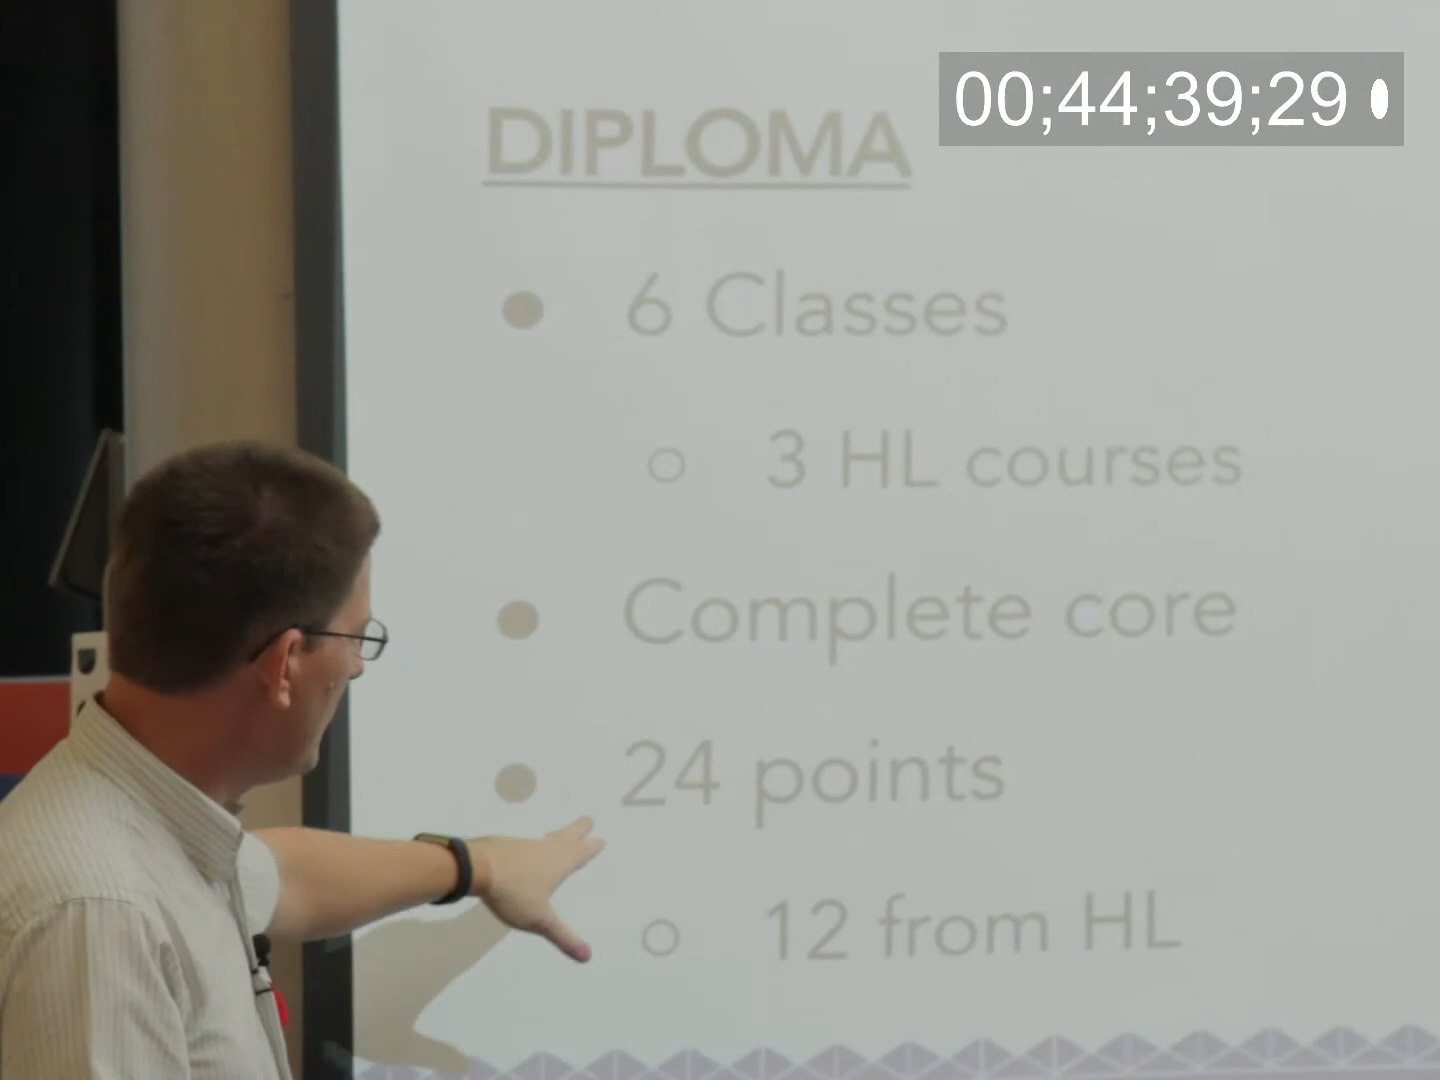 00;44;39;29
DIPLOMA
6 Classes
3 HL courses
Complete core
24 points
12 from HL